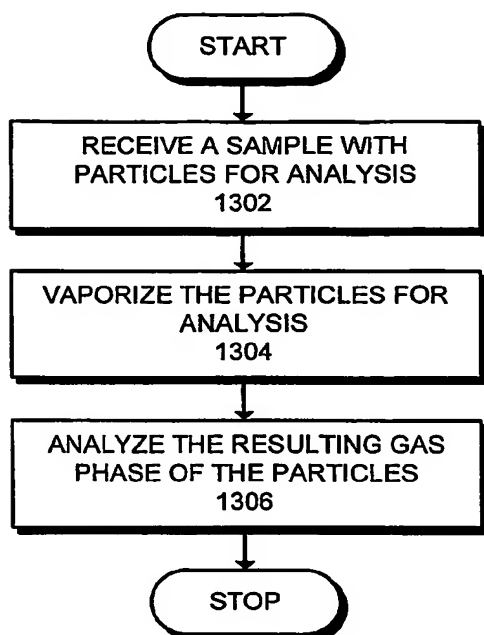 START
RECEIVE A SAMPLE WITH
PARTICLES FOR ANALYSIS
1302
VAPORIZE THE PARTICLES FOR
ANALYSIS
1304
ANALYZE THE RESULTING GAS
PHASE OF THE PARTICLES
1306
STOP